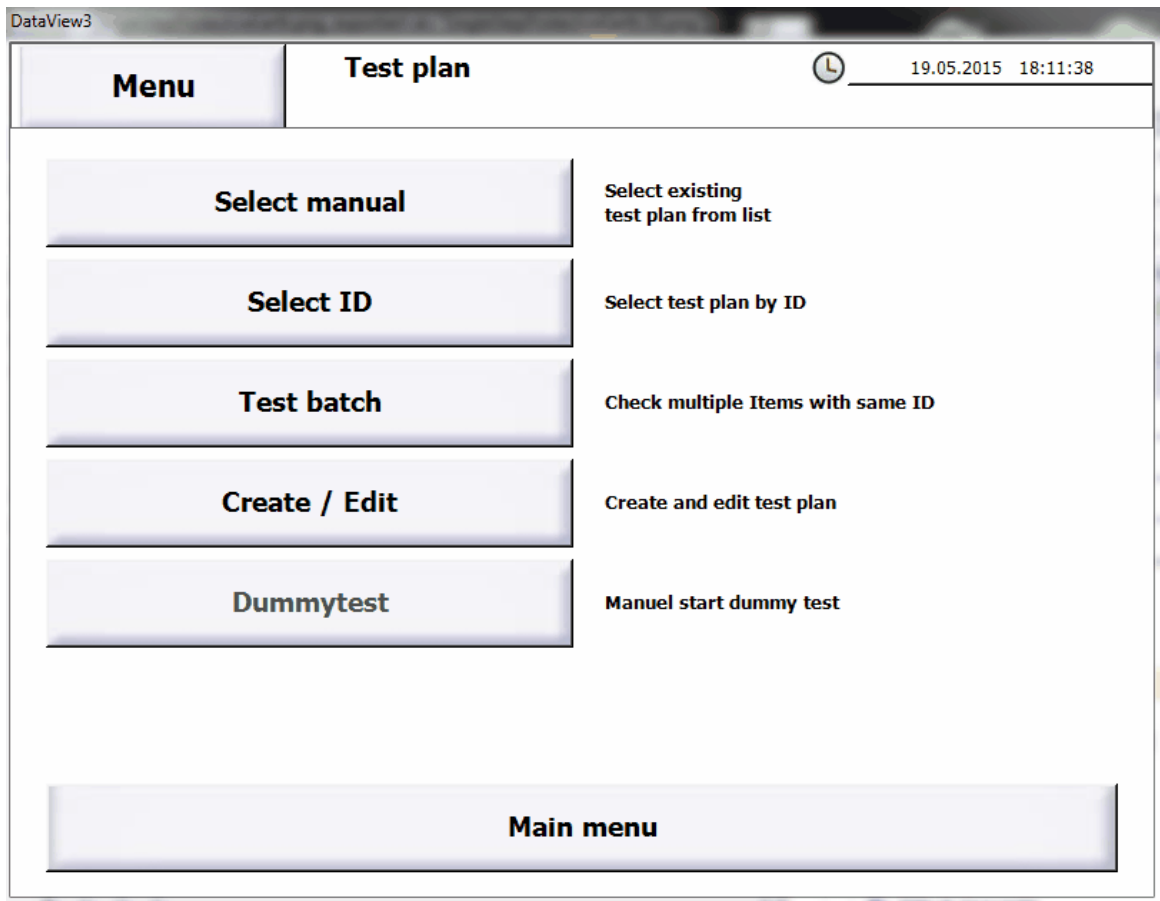 DataView3
Menu
Test plan
19.05.2015 18:11:38
Select manual
Select existing
test plan from list
Select ID
Select test plan by ID
Test batch
Check multiple Items with same ID
Create / Edit
Create and edit test plan
Dummytest
Manuel start dummy test
Main menu